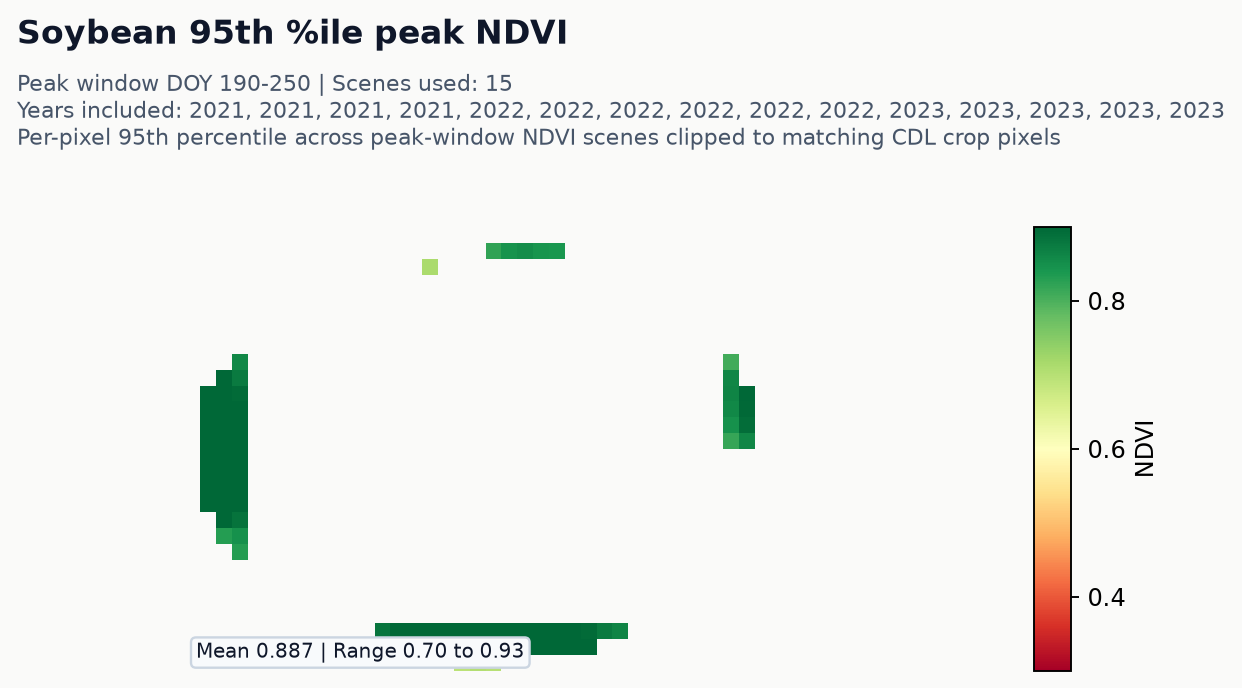 Soybean 95th %ile peak NDVI
Peak window DOY 190-250 | Scenes used: 15
Years included: 2021, 2021, 2021, 2021, 2022, 2022, 2022, 2022, 2022, 2022, 2023, 2023, 2023, 2023, 2023
Per-pixel 95th percentile across peak-window NDVI scenes clipped to matching CDL crop pixels
0.8
0.6
0.4
NDVI
Mean 0.887 | Range 0.70 to 0.93